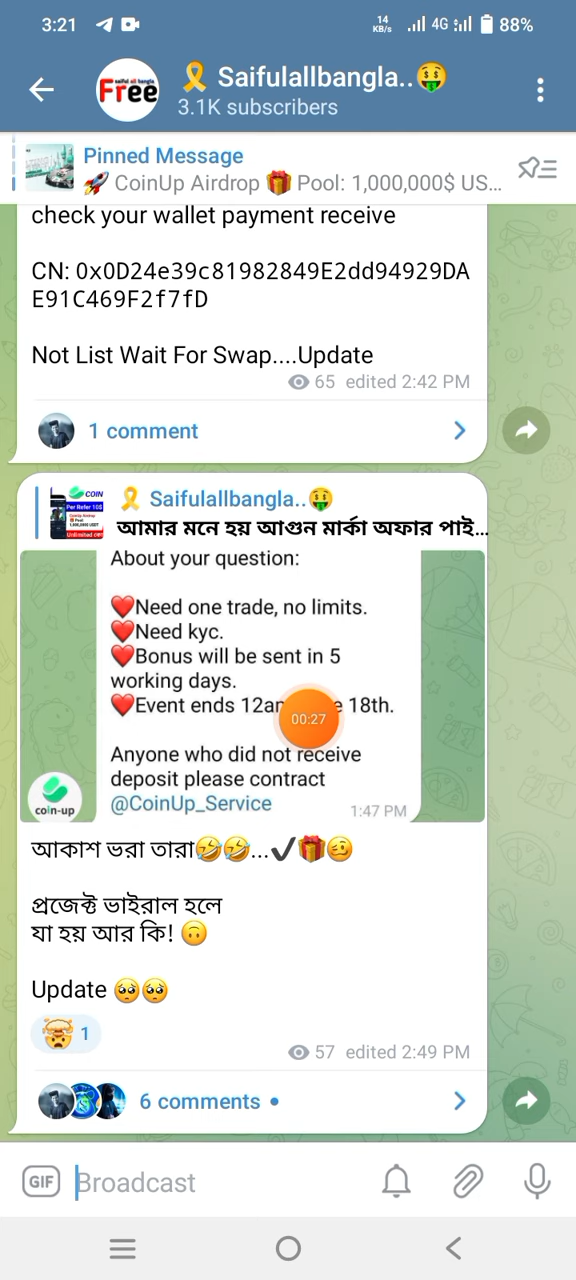 3:21
14
KB/s
4G
88%
Free
🎗 Saifulallbangla..🤑
3.1K subscribers
Pinned Message
🚀 CoinUp Airdrop 🎁 Pool: 1,000,000$ US...
check your wallet payment receive
CN: 0x0D24e39c81982849E2dd94929DA
E91C469F2f7fD
Not List Wait For Swap....Update
65 edited 2:42 PM
1 comment
COIN
Per Refer 10$
🎗 Saifulallbangla..🤑
আমার মনে হয় আগুন মার্কা অফার পাই...
About your question:
❤️Need one trade, no limits.
❤️Need kyc.
❤️Bonus will be sent in 5
working days.
❤️Event ends 18th.
00:27
Anyone who did not receive
deposit please contract
@CoinUp_Service
1:47 PM
coin-up
আকাশ ভরা তারা🤣🤣...✔🎁🥴
প্রজেক্ট ভাইরাল হলে
যা হয় আর কি! 🙃
Update 🥺🥺
🤯 1
57 edited 2:49 PM
6 comments
GIF
Broadcast